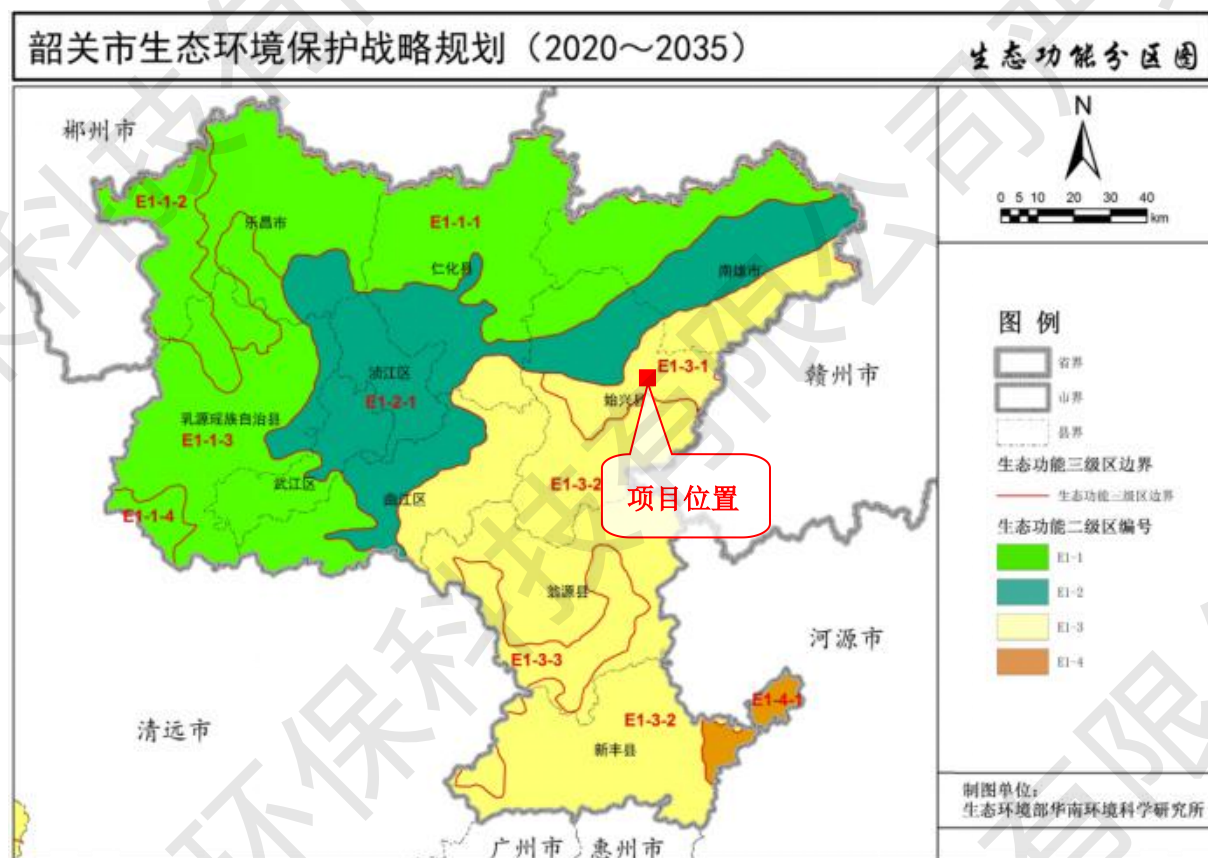 韶关市生态环境保护战略规划（2020～2035）
生态功能分区图
郴州市
N
0 5 10 20 30 40
km
E1-1-2
乐昌市
E1-1-1
仁化县
南雄市
图 例
省界
市界
县界
生态功能三级区边界
生态功能三级区边界
生态功能二级区编号
E1-1
E1-2
E1-3
E1-4
浈江区
E1-2-1
E1-3-1
赣州市
始兴县
乳源瑶族自治县
E1-1-3
武江区
曲江区
E1-3-2
项目位置
E1-1-4
翁源县
河源市
E1-3-3
E1-4-1
清远市
E1-3-2
新丰县
制图单位：
生态环境部华南环境科学研究所
广州市
惠州市
环保科技有限公司